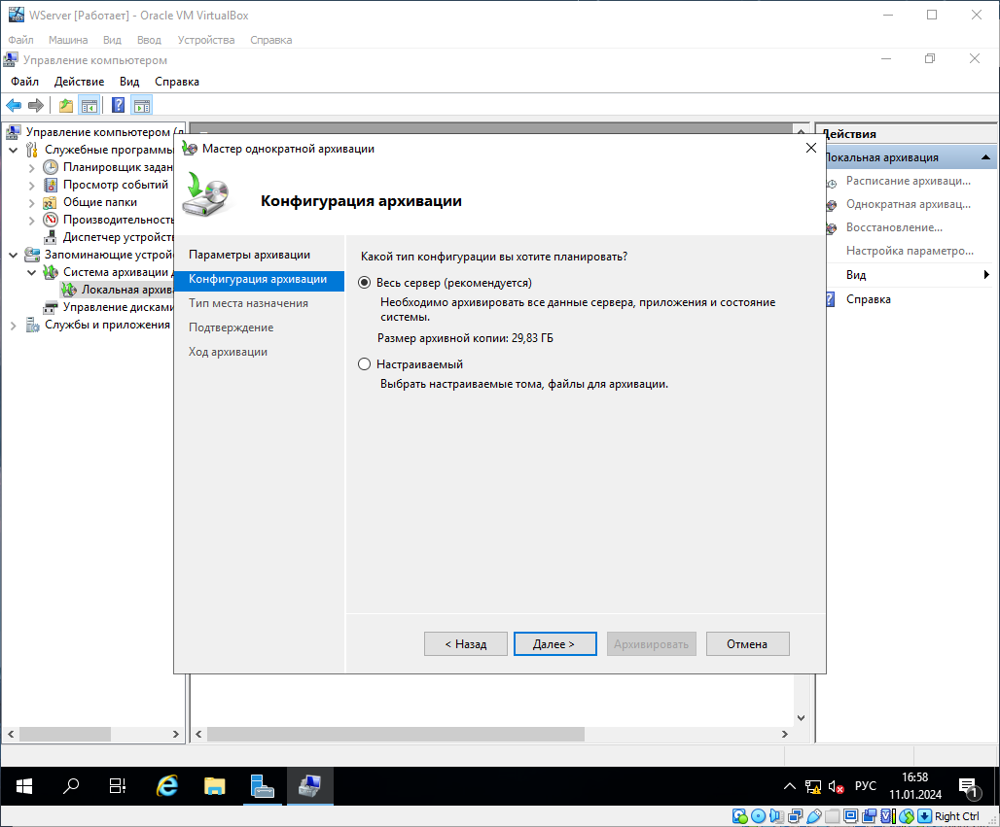 WServer [Работает] - Oracle VM VirtualBox
Файл Машина Вид Ввод Устройства Справка
Управление компьютером
Файл Действие Вид Справка
Управление компьютером (л
Служебные программы
Планировщик задан
Просмотр событий
Общие папки
Производительность
Диспетчер устройств
Запоминающие устрой
Система архивации д
Локальная архив
Управление дисками
Службы и приложения
Мастер однократной архивации
Конфигурация архивации
Параметры архивации
Конфигурация архивации
Тип места назначения
Подтверждение
Ход архивации
Какой тип конфигурации вы хотите планировать?
Весь сервер (рекомендуется)
Необходимо архивировать все данные сервера, приложения и состояние
системы.
Размер архивной копии: 29,83 ГБ
Настраиваемый
Выбрать настраиваемые тома, файлы для архивации.
< Назад Далее > Архивировать Отмена
Действия
Локальная архивация
Расписание архиваци...
Однократная архивац...
Восстановление...
Настройка параметро...
Вид
Справка
РУС
16:58
11.01.2024
1
Right Ctrl